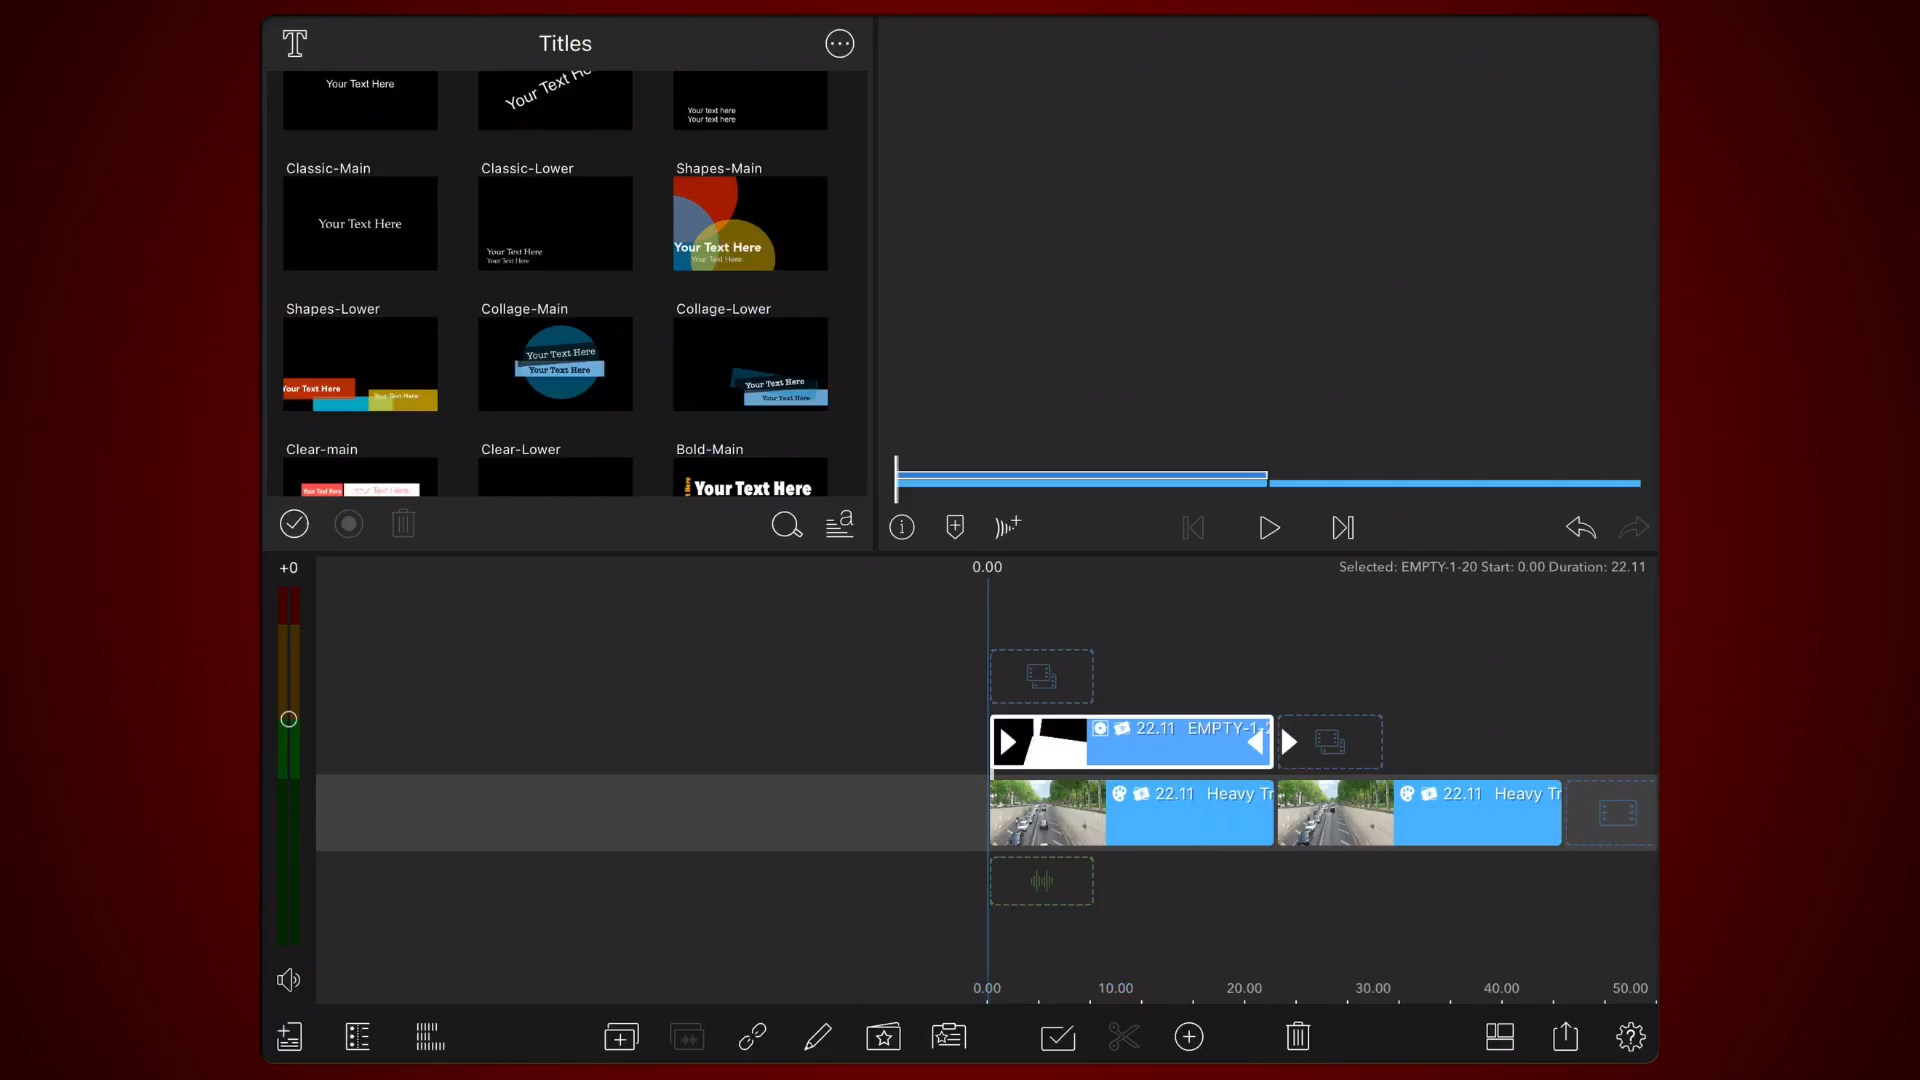 Titles
Your Text Here
Your Text He
Your text here
Your text here
Classic-Main
Classic-Lower
Shapes-Main
Your Text Here
Your Text Here
Your Text Here
Your Text Here
Your Text Here
Shapes-Lower
Collage-Main
Collage-Lower
Your Text Here
Your Text Here
Your Text Here
Your Text Here
Your Text Here
Your Text Here
Clear-main
Clear-Lower
Bold-Main
Your Text Here
Your Text Here
Your Text Here
a
+0
0.00
Selected: EMPTY-1-20 Start: 0.00 Duration: 22.11
22.11 EMPTY-1-2
22.11 Heavy Tr
22.11 Heavy Tr
0.00
10.00
20.00
30.00
40.00
50.00